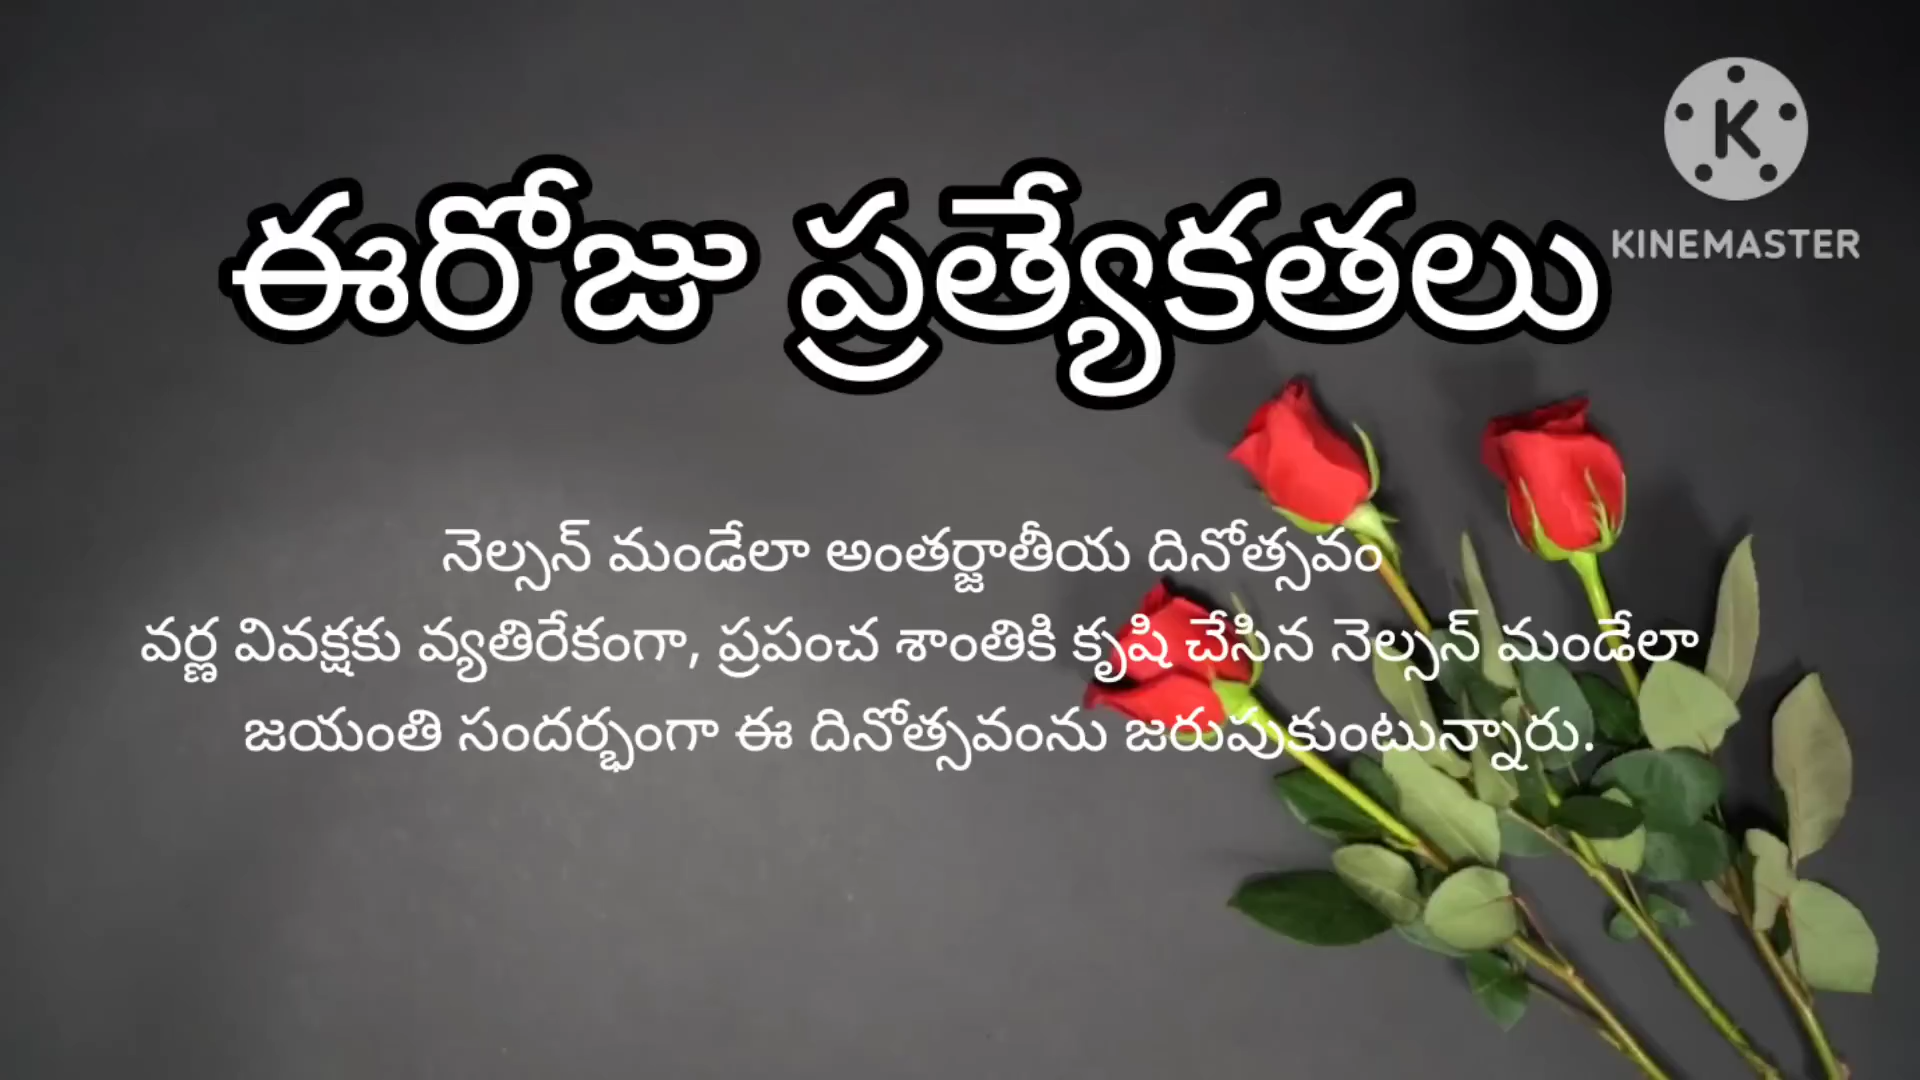 KINEMASTER
ఈరోజు ప్రత్యేకతలు
నెల్సన్ మండేలా అంతర్జాతీయ దినోత్సవం
వర్ణ వివక్షకు వ్యతిరేకంగా, ప్రపంచ శాంతికి కృషి చేసిన నెల్సన్ మండేలా
జయంతి సందర్భంగా ఈ దినోత్సవంను జరుపుకుంటున్నారు.